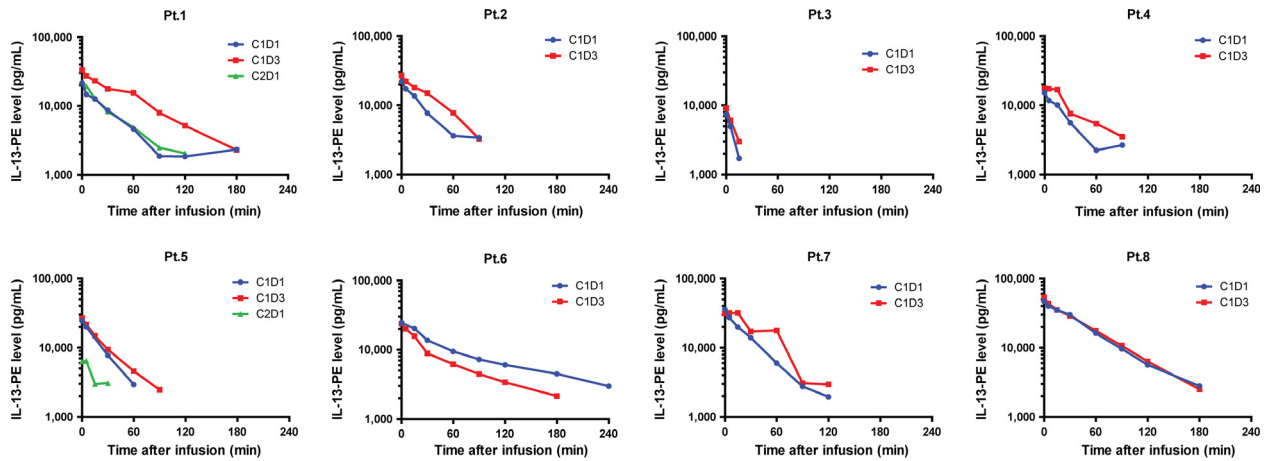 Pt.1
IL-13-PE level (pg/mL)
100,000
10,000
1,000
0 60 120 180 240
Time after infusion (min)
C1D1
C1D3
C2D1
Pt.2
IL-13-PE level (pg/mL)
100,000
10,000
1,000
0 60 120 180 240
Time after infusion (min)
C1D1
C1D3
Pt.3
IL-13-PE level (pg/mL)
100,000
10,000
1,000
0 60 120 180 240
Time after infusion (min)
C1D1
C1D3
Pt.4
IL-13-PE level (pg/mL)
100,000
10,000
1,000
0 60 120 180 240
Time after infusion (min)
C1D1
C1D3
Pt.5
IL-13-PE level (pg/mL)
100,000
10,000
1,000
0 60 120 180 240
Time after infusion (min)
C1D1
C1D3
C2D1
Pt.6
IL-13-PE level (pg/mL)
100,000
10,000
1,000
0 60 120 180 240
Time after infusion (min)
C1D1
C1D3
Pt.7
IL-13-PE level (pg/mL)
100,000
10,000
1,000
0 60 120 180 240
Time after infusion (min)
C1D1
C1D3
Pt.8
IL-13-PE level (pg/mL)
100,000
10,000
1,000
0 60 120 180 240
Time after infusion (min)
C1D1
C1D3